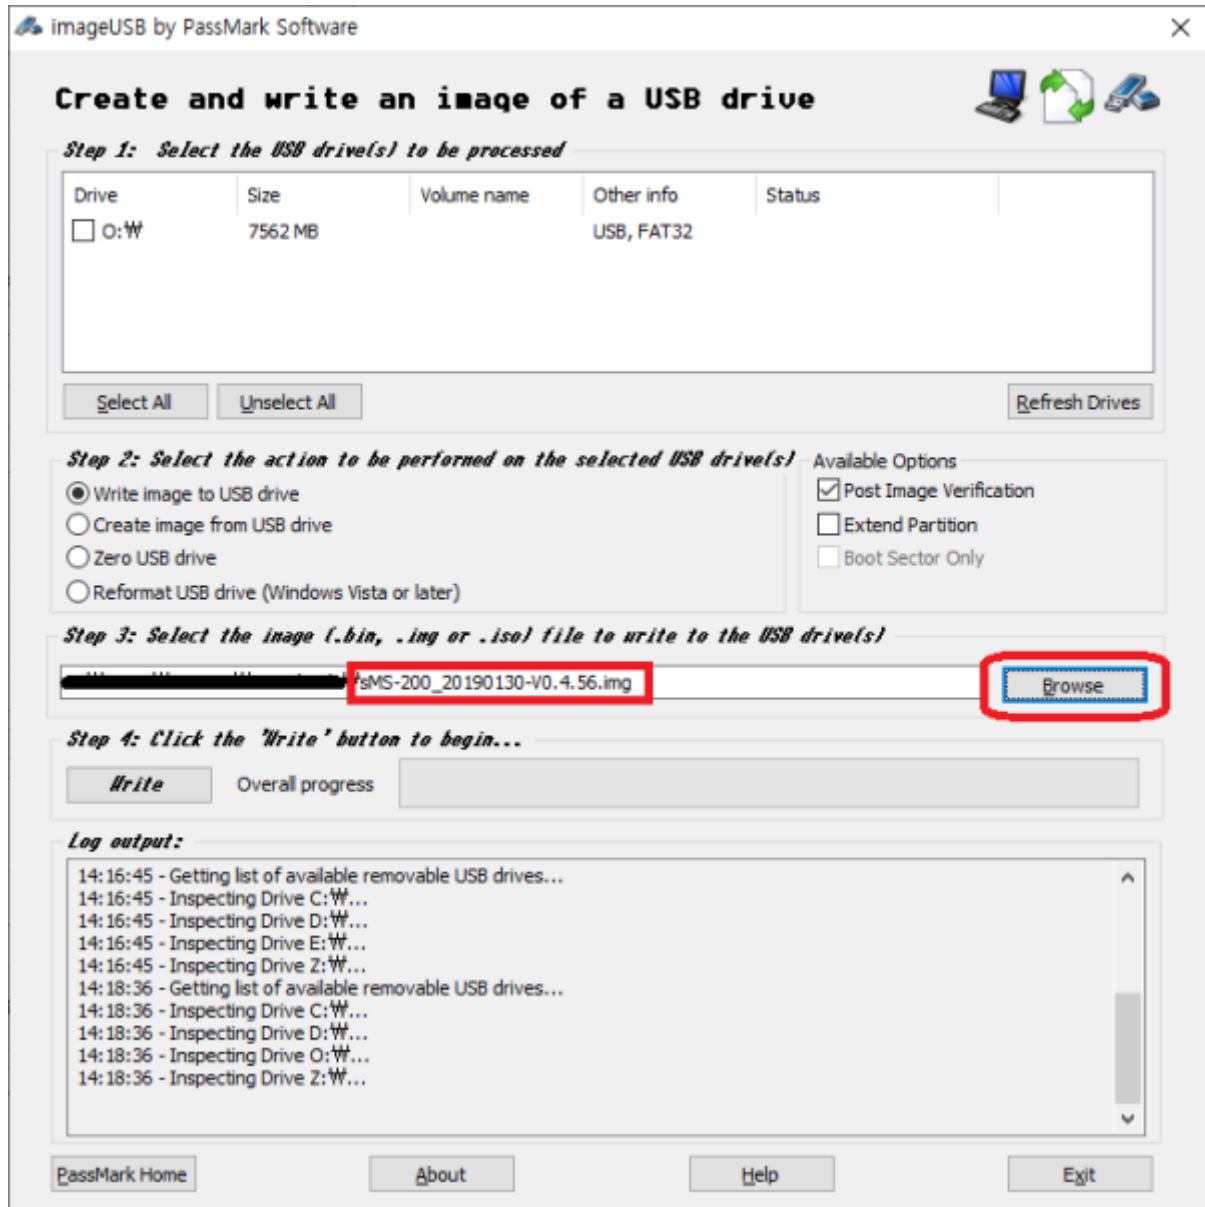 imageUSB by PassMark Software
Create and write an image of a USB drive
Step 1: Select the USB drive(s) to be processed
Drive Size Volume name Other info Status
O:₩ 7562 MB USB, FAT32
Select All Unselect All Refresh Drives
Step 2: Select the action to be performed on the selected USB drive(s) Available Options
Write image to USB drive Post Image Verification
Create image from USB drive Extend Partition
Zero USB drive Boot Sector Only
Reformat USB drive (Windows Vista or later)
Step 3: Select the image (.bin, .img or .iso) file to write to the USB drive(s)
sMS-200_20190130-V0.4.56.img Browse
Step 4: Click the 'Write' button to begin...
Write Overall progress
Log output:
14:16:45 - Getting list of available removable USB drives...
14:16:45 - Inspecting Drive C:₩...
14:16:45 - Inspecting Drive D:₩...
14:16:45 - Inspecting Drive E:₩...
14:16:45 - Inspecting Drive Z:₩...
14:18:36 - Getting list of available removable USB drives...
14:18:36 - Inspecting Drive C:₩...
14:18:36 - Inspecting Drive D:₩...
14:18:36 - Inspecting Drive O:₩...
14:18:36 - Inspecting Drive Z:₩...
PassMark Home About Help Exit